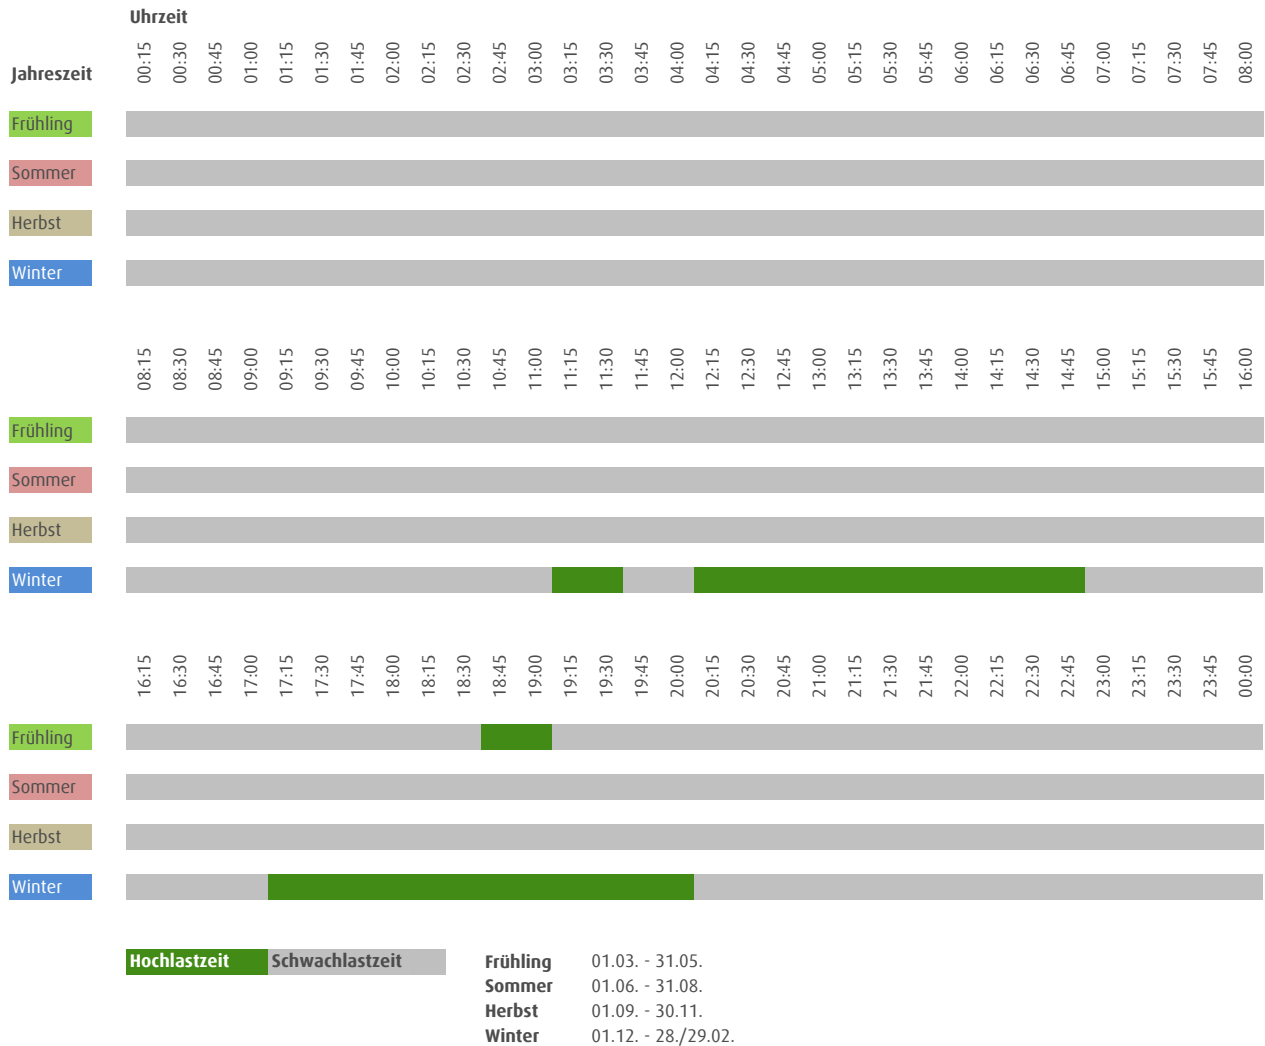 Uhrzeit
Jahreszeit 00:15 00:30 00:45 01:00 01:15 01:30 01:45 02:00 02:15 02:30 02:45 03:00 03:15 03:30 03:45 04:00 04:15 04:30 04:45 05:00 05:15 05:30 05:45 06:00 06:15 06:30 06:45 07:00 07:15 07:30 07:45 08:00
Frühling
Sommer
Herbst
Winter
08:15 08:30 08:45 09:00 09:15 09:30 09:45 10:00 10:15 10:30 10:45 11:00 11:15 11:30 11:45 12:00 12:15 12:30 12:45 13:00 13:15 13:30 13:45 14:00 14:15 14:30 14:45 15:00 15:15 15:30 15:45 16:00
Frühling
Sommer
Herbst
Winter
16:15 16:30 16:45 17:00 17:15 17:30 17:45 18:00 18:15 18:30 18:45 19:00 19:15 19:30 19:45 20:00 20:15 20:30 20:45 21:00 21:15 21:30 21:45 22:00 22:15 22:30 22:45 23:00 23:15 23:30 23:45 00:00
Frühling
Sommer
Herbst
Winter
Hochlastzeit Schwachlastzeit
Frühling 01.03. - 31.05.
Sommer 01.06. - 31.08.
Herbst 01.09. - 30.11.
Winter 01.12. - 28./29.02.